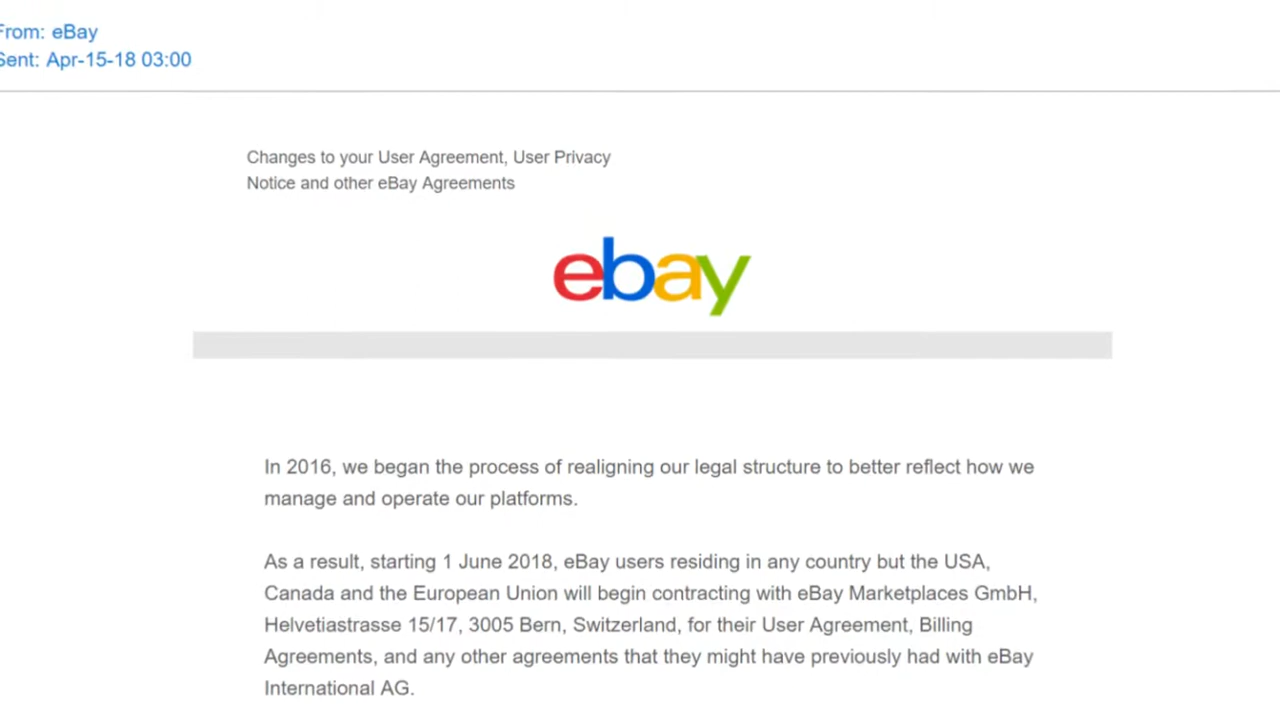 From: eBay
Sent: Apr-15-18 03:00
Changes to your User Agreement, User Privacy
Notice and other eBay Agreements
ebay
In 2016, we began the process of realigning our legal structure to better reflect how we
manage and operate our platforms.
As a result, starting 1 June 2018, eBay users residing in any country but the USA,
Canada and the European Union will begin contracting with eBay Marketplaces GmbH,
Helvetiastrasse 15/17, 3005 Bern, Switzerland, for their User Agreement, Billing
Agreements, and any other agreements that they might have previously had with eBay
International AG.